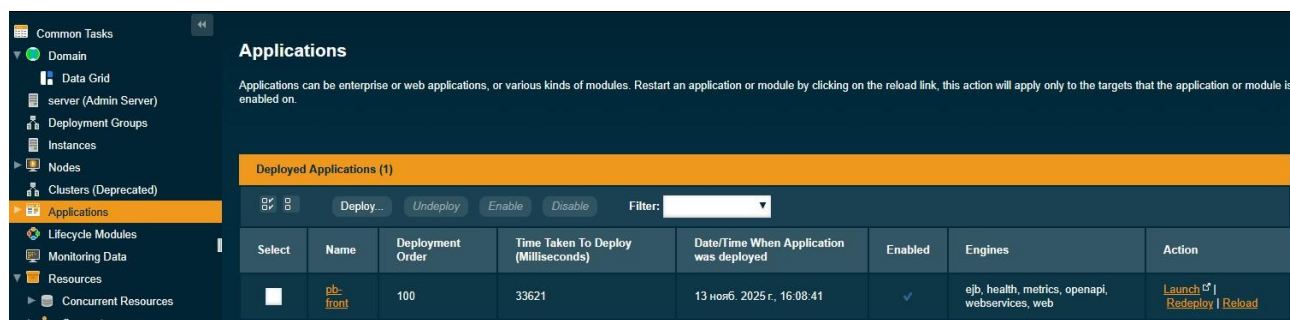 Common Tasks
Domain
Data Grid
server (Admin Server)
Deployment Groups
Instances
Nodes
Clusters (Deprecated)
Applications
Lifecycle Modules
Monitoring Data
Resources
Concurrent Resources
Applications
Applications can be enterprise or web applications, or various kinds of modules. Restart an application or module by clicking on the reload link, this action will apply only to the targets that the application or module is
enabled on.
Deployed Applications (1)
Deploy... Undeploy Enable Disable Filter:
Select Name Deployment Order Time Taken To Deploy (Milliseconds) Date/Time When Application was deployed Enabled Engines Action
pb-front 100 33621 13 нояб. 2025 г., 16:08:41 ejb, health, metrics, openapi, webservices, web Launch | Redeploy | Reload